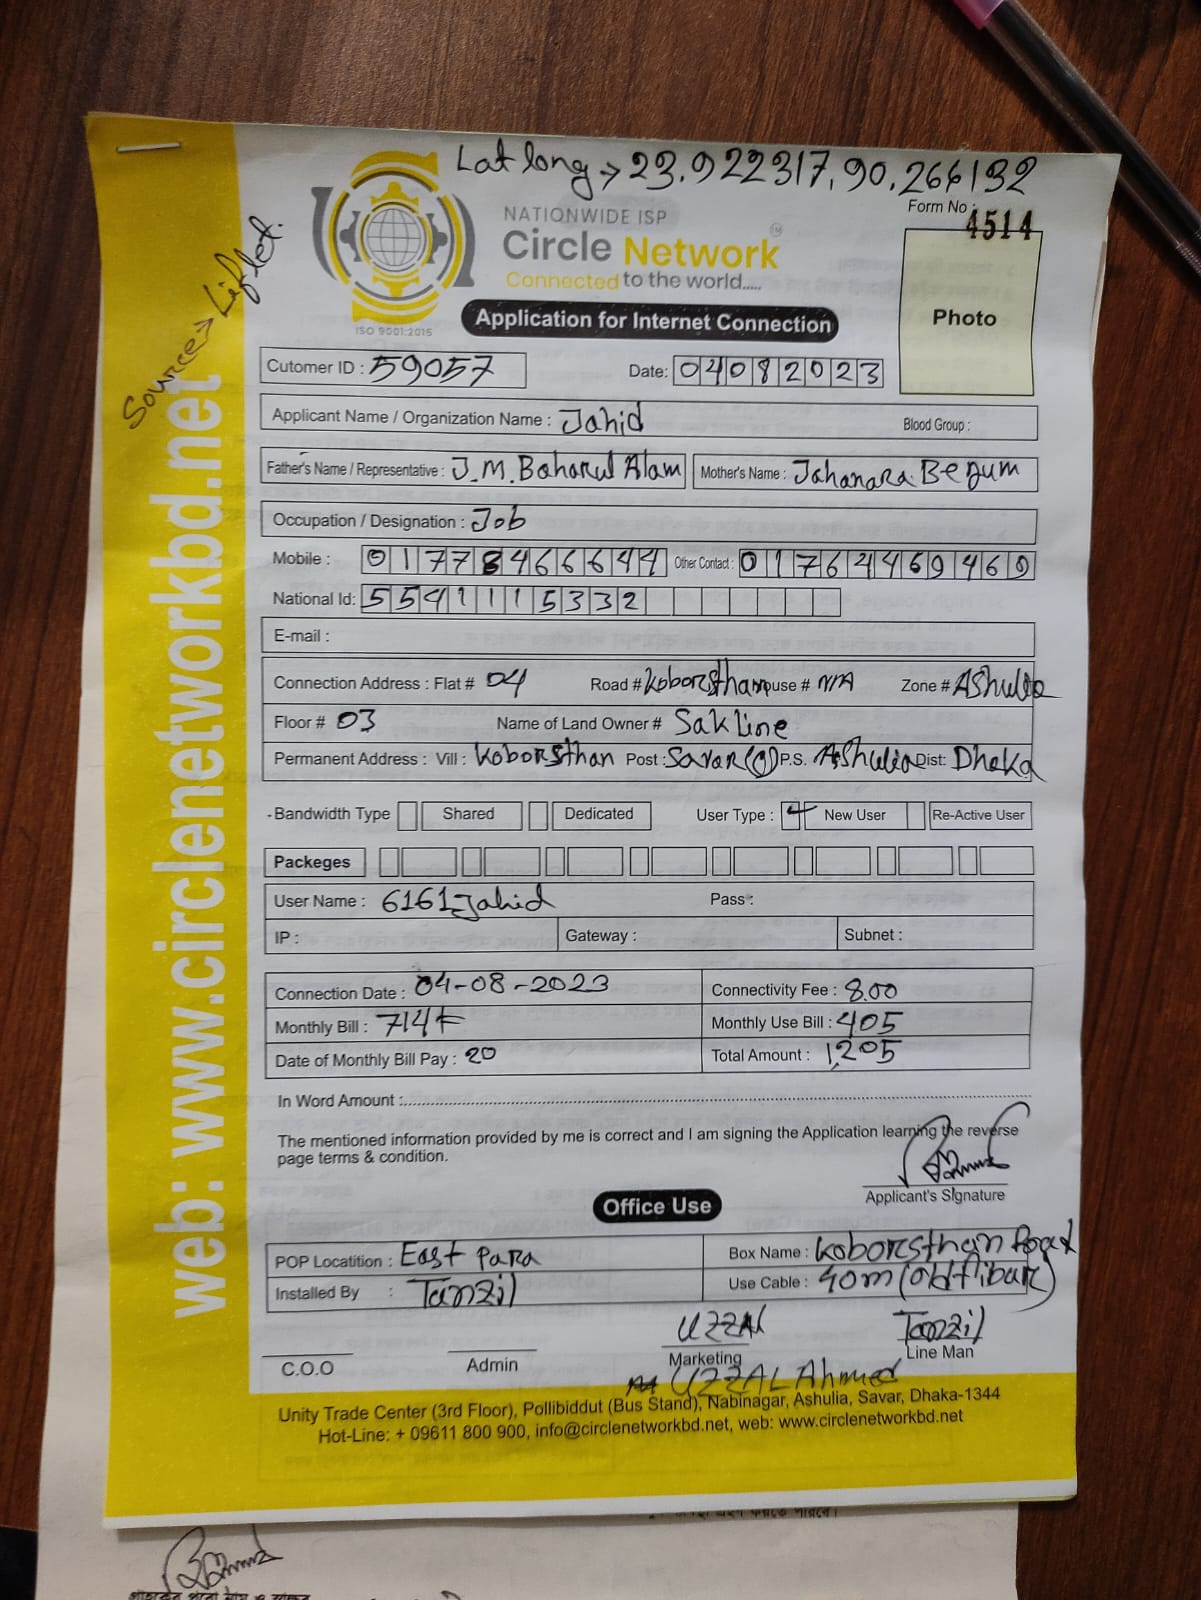 Lat long → 23.922317, 90.266132
Source → Liflet.
NATIONWIDE ISP
Form No : 4514
Circle Network TM
Connected to the world.....
ISO 9001:2015
Application for Internet Connection
Photo
Cutomer ID : 59057 Date: 04082023
Applicant Name / Organization Name : Jahid Blood Group :
Father's Name / Representative : J.M. Baharul Alam Mother's Name : Jahanara Begum
Occupation / Designation : Job
Mobile : 01778466644 Other Contact : 01764469469
National Id: 5541115332
E-mail :
Connection Address : Flat # 04 Road # Koborsthan House # N/A Zone # AShulia
Floor # 03 Name of Land Owner # Sakline
Permanent Address : Vill : Koborsthan Post : Savar P.S. AShulia Dist: Dhaka
Bandwidth Type Shared Dedicated User Type : New User Re-Active User
Packeges
User Name : 6161_Jahid Pass :
IP : Gateway : Subnet :
Connection Date : 04-08-2023 Connectivity Fee : 800
Monthly Bill : 714 Monthly Use Bill : 405
Date of Monthly Bill Pay : 20 Total Amount : 1,205
In Word Amount :
The mentioned information provided by me is correct and I am signing the Application learning the reverse
page terms & condition.
Applicant's Signature
Office Use
POP Locatition : East Para Box Name : Koborsthan Road
Installed By : Tanzil Use Cable : 40m (old fibar)
UZZAL Tanzil
C.O.O Admin Marketing Line Man
UZZAL Ahmed
Unity Trade Center (3rd Floor), Pollibiddut (Bus Stand), Nabinagar, Ashulia, Savar, Dhaka-1344
Hot-Line: + 09611 800 900, info@circlenetworkbd.net, web: www.circlenetworkbd.net
web: www.circlenetworkbd.net